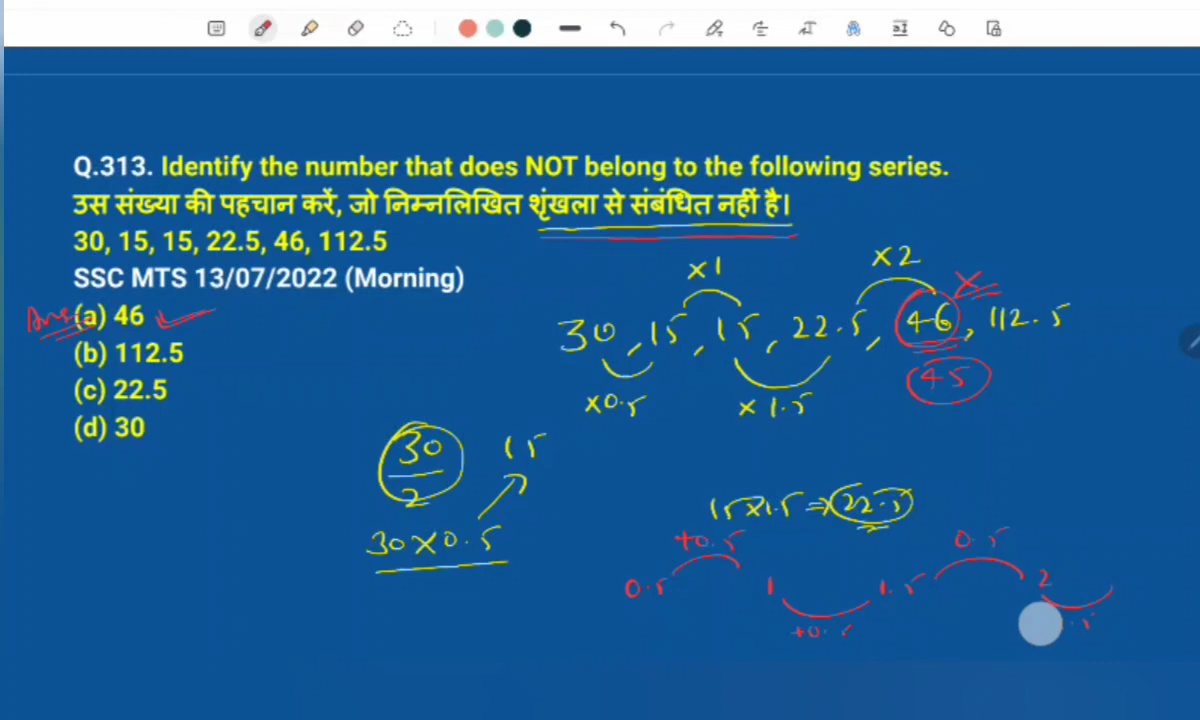 Q.313. Identify the number that does NOT belong to the following series.
उस संख्या की पहचान करें, जो निम्नलिखित शृंखला से संबंधित नहीं है।
30, 15, 15, 22.5, 46, 112.5
SSC MTS 13/07/2022 (Morning)
Ans (a) 46
(b) 112.5
(c) 22.5
(d) 30
×1
×2
30, 15, 15, 22.5, 46, 112.5
45
×0.5
×1.5
30
2
15
30×0.5
15×1.5⇒22.5
+0.5
0.5
0.5
1
1.5
2
+0.5